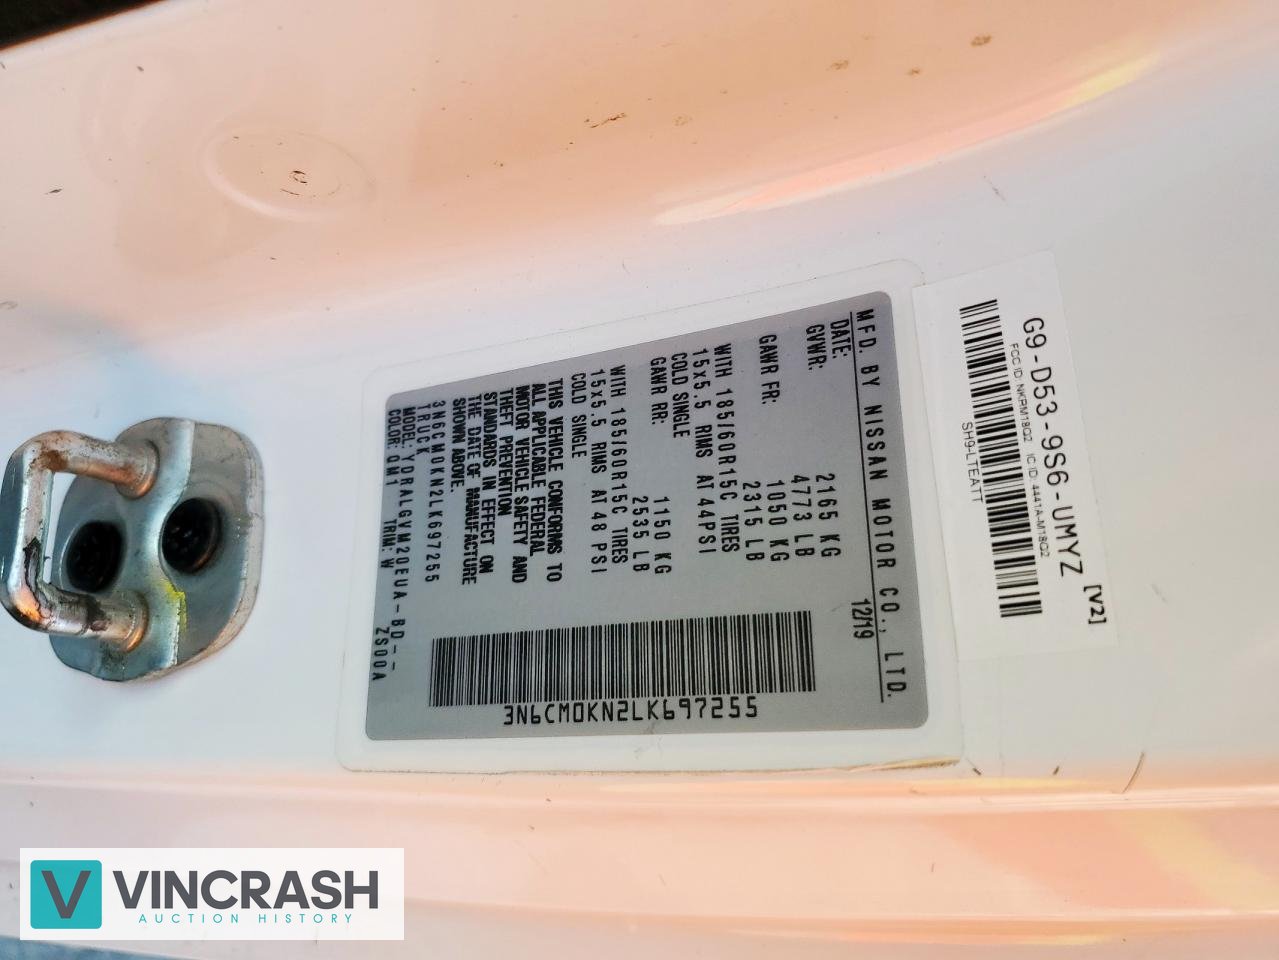 MFD. BY NISSAN MOTOR CO., LTD.
DATE: 12/19
GVWR: 2165 KG
4773 LB
GAWR FR: 1050 KG
2315 LB
WITH 185/60R15C TIRES
15x5.5 RIMS AT 44PSI
COLD SINGLE
GAWR RR: 1150 KG
2535 LB
WITH 185/60R15C TIRES
15x5.5 RIMS AT 48 PSI
COLD SINGLE
THIS VEHICLE CONFORMS TO
ALL APPLICABLE FEDERAL
MOTOR VEHICLE SAFETY AND
THEFT PREVENTION
STANDARDS IN EFFECT ON
THE DATE OF MANUFACTURE
SHOWN ABOVE.
3N6CM0KN2LK697255
TRUCK
MODEL: YDRALGVM20EUA-BD--
COLOR: QM1 TRIM: W ZS00A
3N6CM0KN2LK697255
G9-D53-9S6-UMYZ [V2]
FCC ID: NKRM18Q2 IC ID: 4441A-M18Q2
SH9-LTEATT
V VINCRASH
AUCTION HISTORY